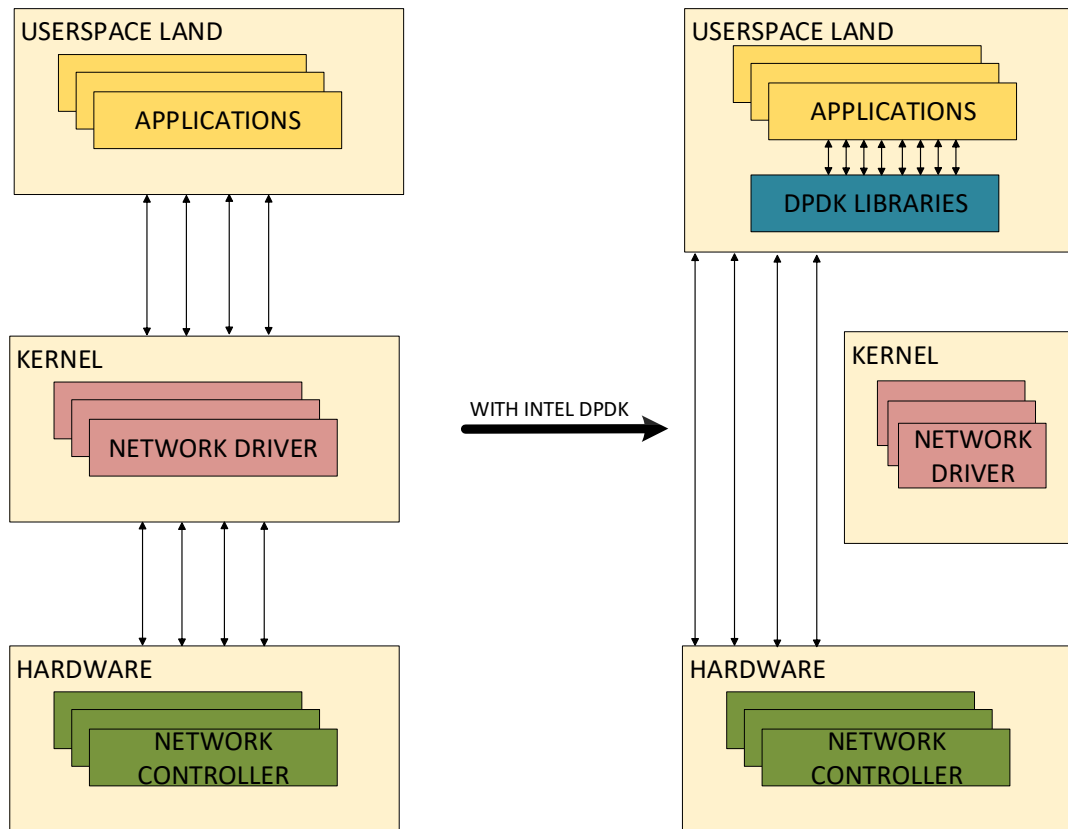 USERSPACE LAND
APPLICATIONS
KERNEL
NETWORK DRIVER
HARDWARE
NETWORK
CONTROLLER
WITH INTEL DPDK
USERSPACE LAND
APPLICATIONS
DPDK LIBRARIES
KERNEL
NETWORK
DRIVER
HARDWARE
NETWORK
CONTROLLER